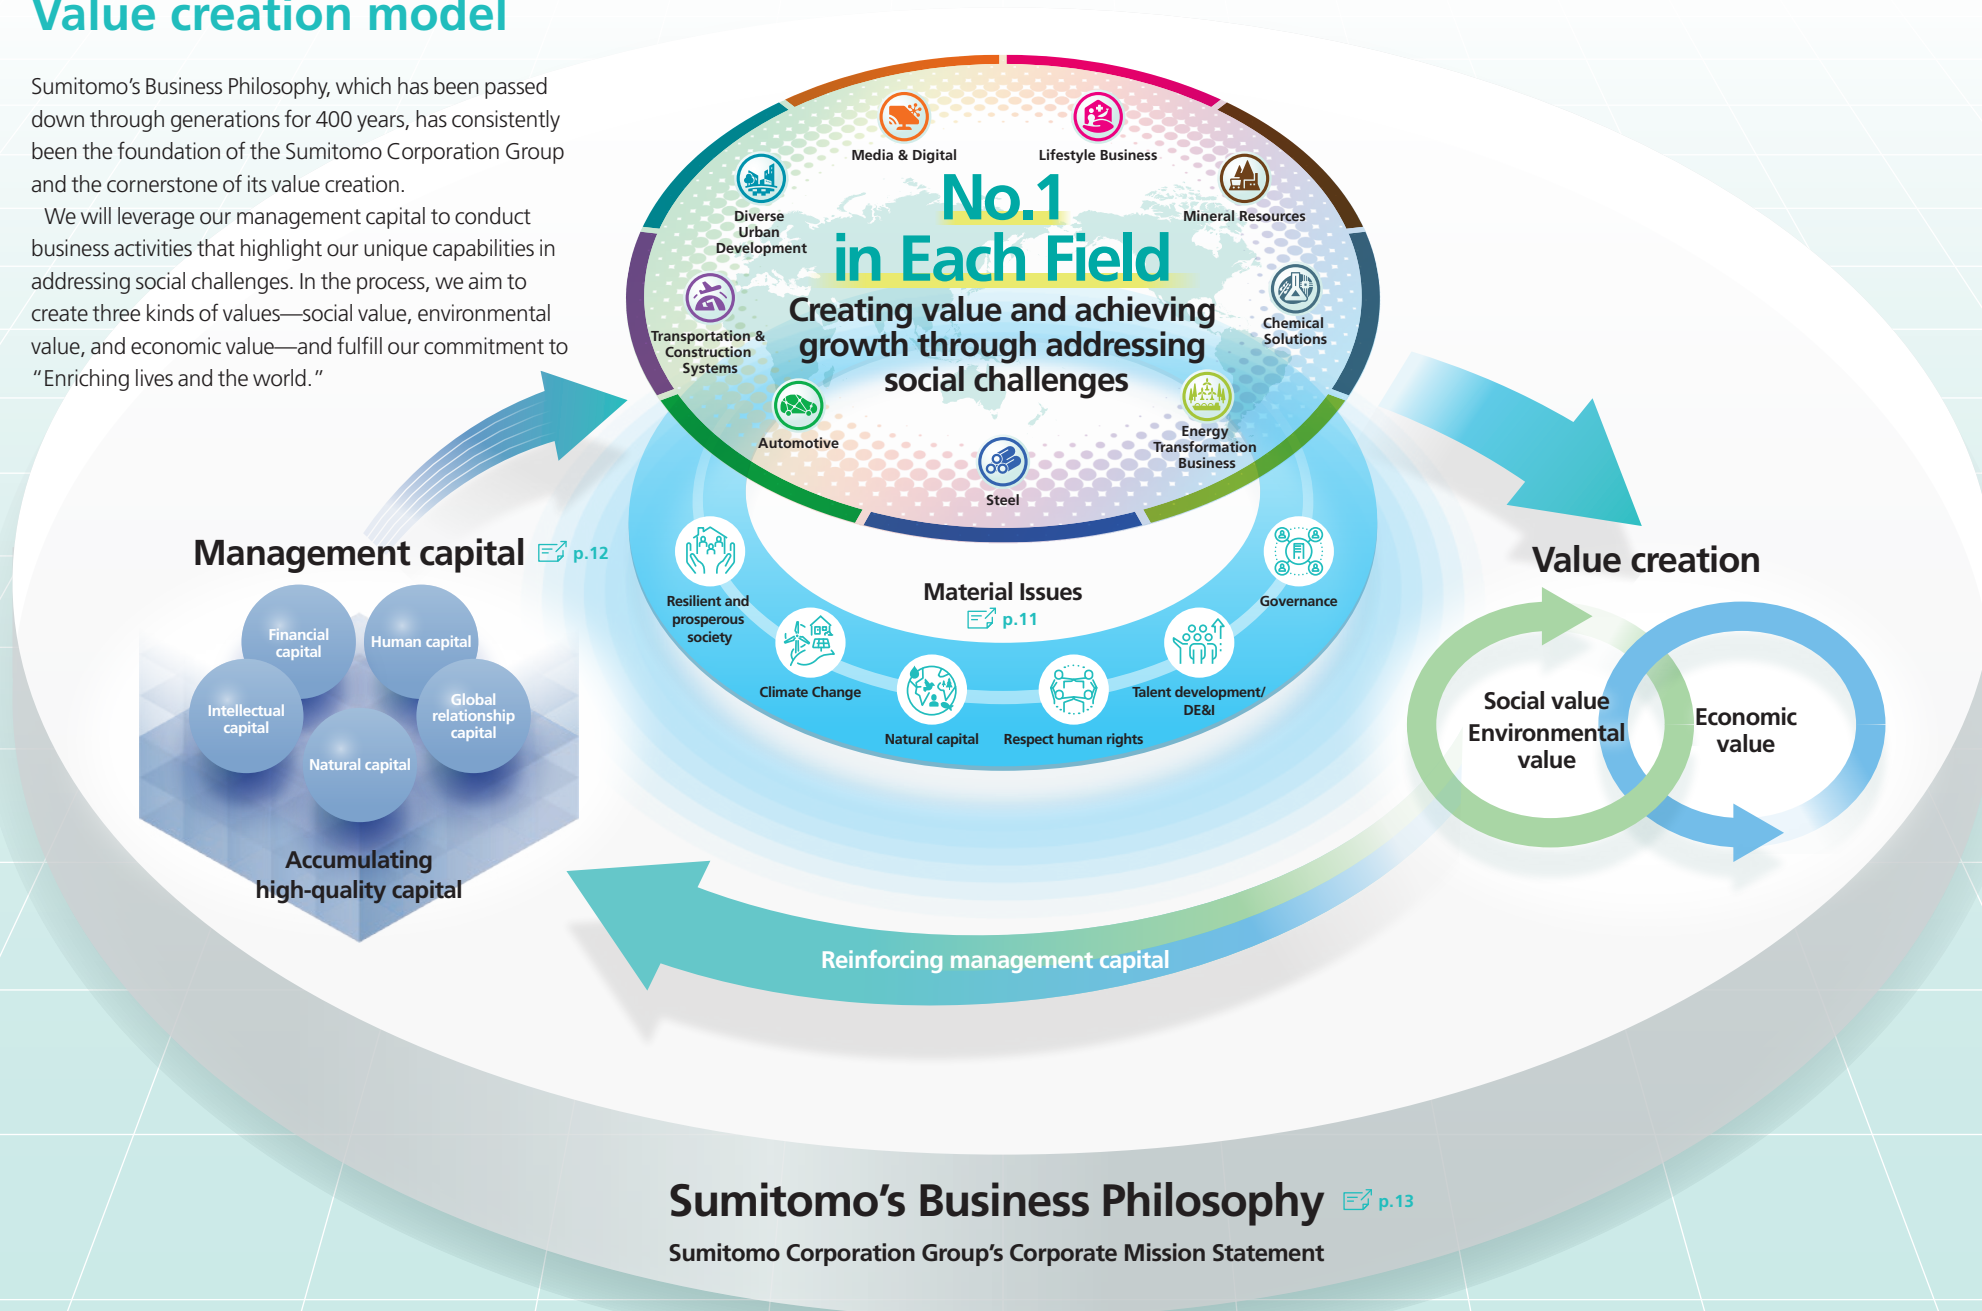 Value creation model
Sumitomo’s Business Philosophy, which has been passed
down through generations for 400 years, has consistently
been the foundation of the Sumitomo Corporation Group
and the cornerstone of its value creation.
We will leverage our management capital to conduct
business activities that highlight our unique capabilities in
addressing social challenges. In the process, we aim to
create three kinds of values—social value, environmental
value, and economic value—and fulfill our commitment to
“Enriching lives and the world.”
Media & Digital
Lifestyle Business
Diverse
Urban
Development
Mineral Resources
No.1
in Each Field
Creating value and achieving
growth through addressing
social challenges
Transportation &
Construction
Systems
Chemical
Solutions
Automotive
Energy
Transformation
Business
Steel
Management capital p.12
Financial
capital
Human capital
Intellectual
capital
Global
relationship
capital
Natural capital
Accumulating
high-quality capital
Material Issues
p.11
Resilient and
prosperous
society
Climate Change
Natural capital
Respect human rights
Talent development/
DE&I
Governance
Value creation
Social value
Environmental
value
Economic
value
Reinforcing management capital
Sumitomo’s Business Philosophy p.13
Sumitomo Corporation Group’s Corporate Mission Statement